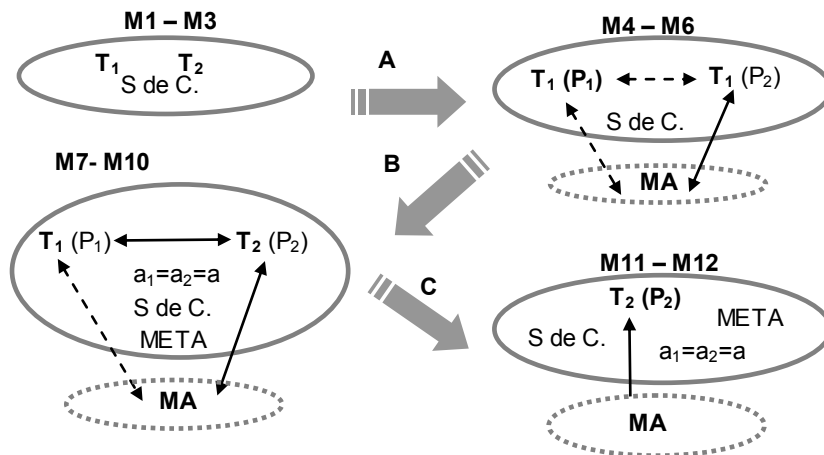 M1 – M3
T1 T2
S de C.
A
M4 – M6
T1 (P1) T1 (P2)
S de C.
MA
B
M7- M10
T1 (P1) T2 (P2)
a1=a2=a
S de C.
META
MA
C
M11 – M12
T2 (P2)
META
S de C.
a1=a2=a
MA